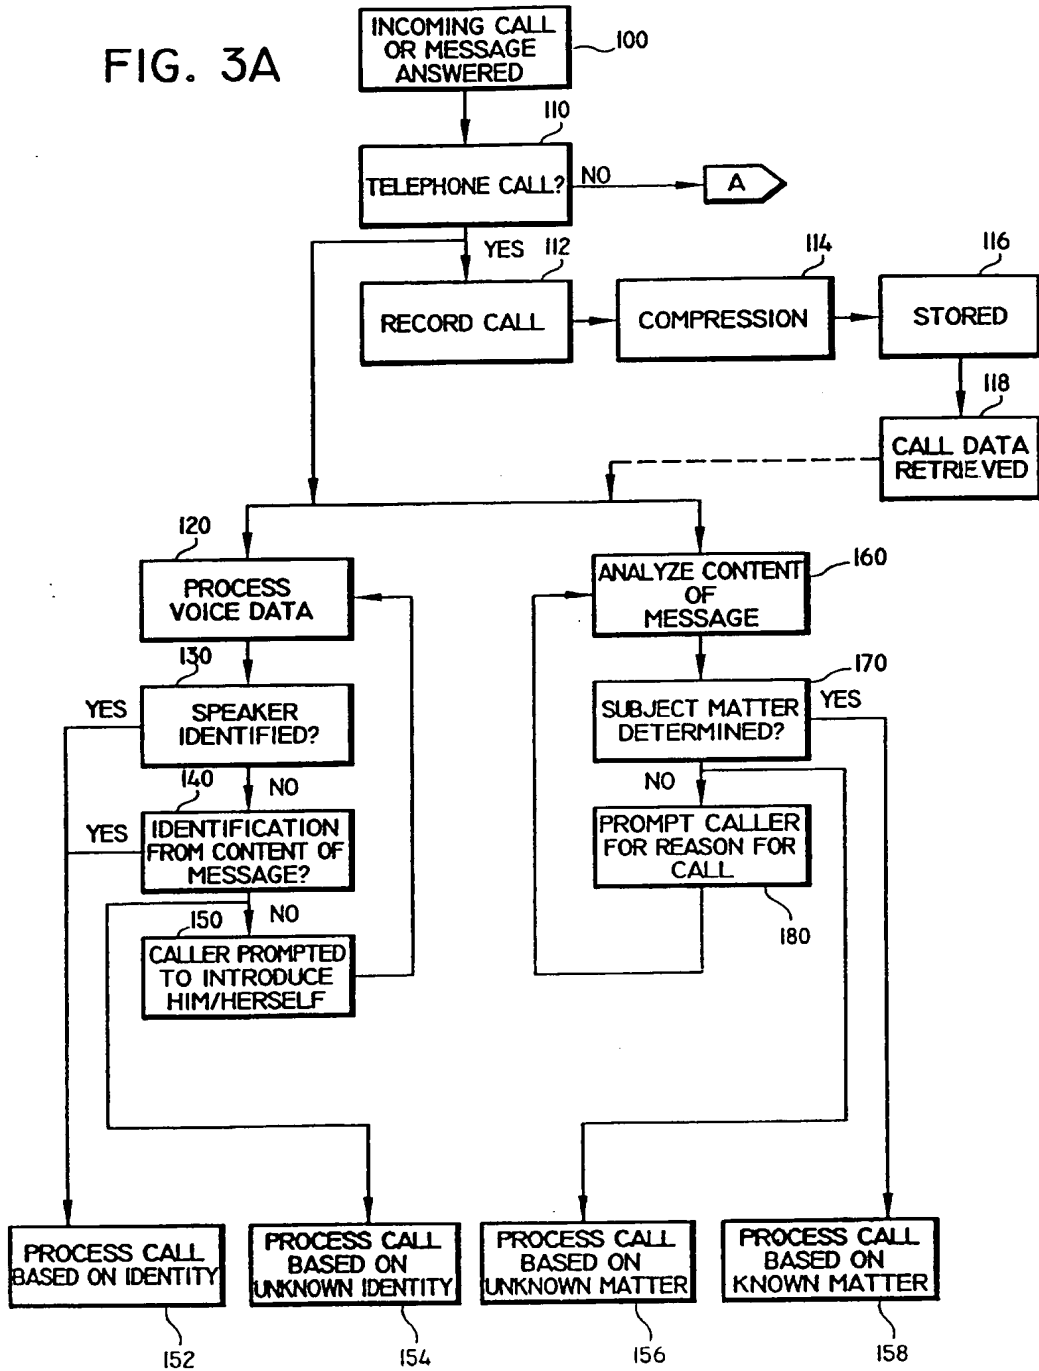 FIG. 3A
INCOMING CALL
OR MESSAGE
ANSWERED
100
110
TELEPHONE CALL?
NO
A
YES
112
114
116
RECORD CALL
COMPRESSION
STORED
118
CALL DATA
RETRIEVED
120
PROCESS
VOICE DATA
ANALYZE CONTENT
OF
MESSAGE
160
130
170
YES
SPEAKER
IDENTIFIED?
SUBJECT MATTER
DETERMINED?
YES
140
NO
NO
YES
IDENTIFICATION
FROM CONTENT OF
MESSAGE?
PROMPT CALLER
FOR REASON FOR
CALL
150
NO
180
CALLER PROMPTED
TO INTRODUCE
HIM/HERSELF
PROCESS CALL
BASED ON IDENTITY
PROCESS CALL
BASED ON
UNKNOWN IDENTITY
PROCESS CALL
BASED ON
UNKNOWN MATTER
PROCESS CALL
BASED ON
KNOWN MATTER
152
154
156
158